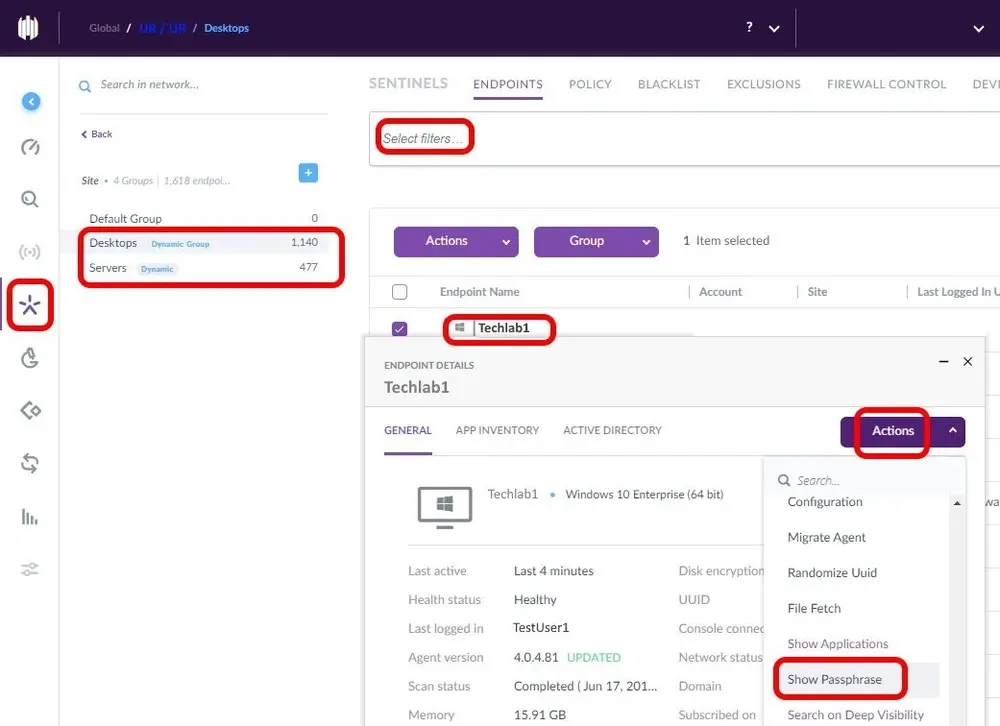 Global / UR / UR / Desktops
?
Search in network...
SENTINELS ENDPOINTS POLICY BLACKLIST EXCLUSIONS FIREWALL CONTROL DEVI
Back
Select filters...
Site • 4 Groups | 1,618 endpoi...
+
Default Group 0
Desktops Dynamic Group 1,140
Servers Dynamic 477
Actions Group 1 Item selected
Endpoint Name Account Site Last Logged In U
Techlab1
ENDPOINT DETAILS
Techlab1
GENERAL APP INVENTORY ACTIVE DIRECTORY
Actions
Search...
Techlab1 • Windows 10 Enterprise (64 bit)
Configuration
Migrate Agent
Randomize Uuid
File Fetch
Show Applications
Show Passphrase
Search on Deep Visibility
Last active Last 4 minutes Disk encryption
Health status Healthy UUID
Last logged in TestUser1 Console connec
Agent version 4.0.4.81 UPDATED Network status
Scan status Completed ( Jun 17, 201... Domain
Memory 15.91 GB Subscribed on